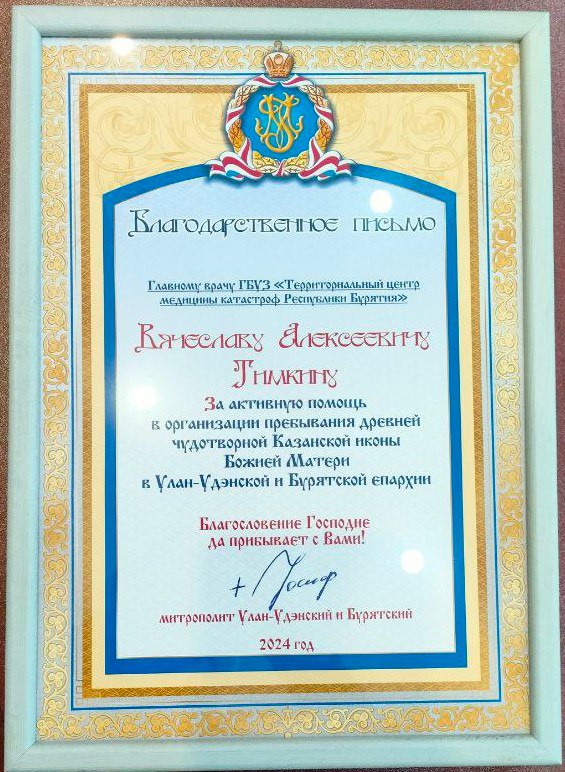 Благодарственное письмо
Главному врачу ГБУЗ «Территориальный центр
медицины катастроф Республики Бурятия»
Вячеславу Алексеевичу
Тимкину
За активную помощь
в организации пребывания древней
чудотворной Казанской иконы
Божией Матери
в Улан-Удэнской и Бурятской епархии
Благословение Господне
да прибывает с Вами!
+ Иосиф
митрополит Улан-Удэнский и Бурятский
2024 год